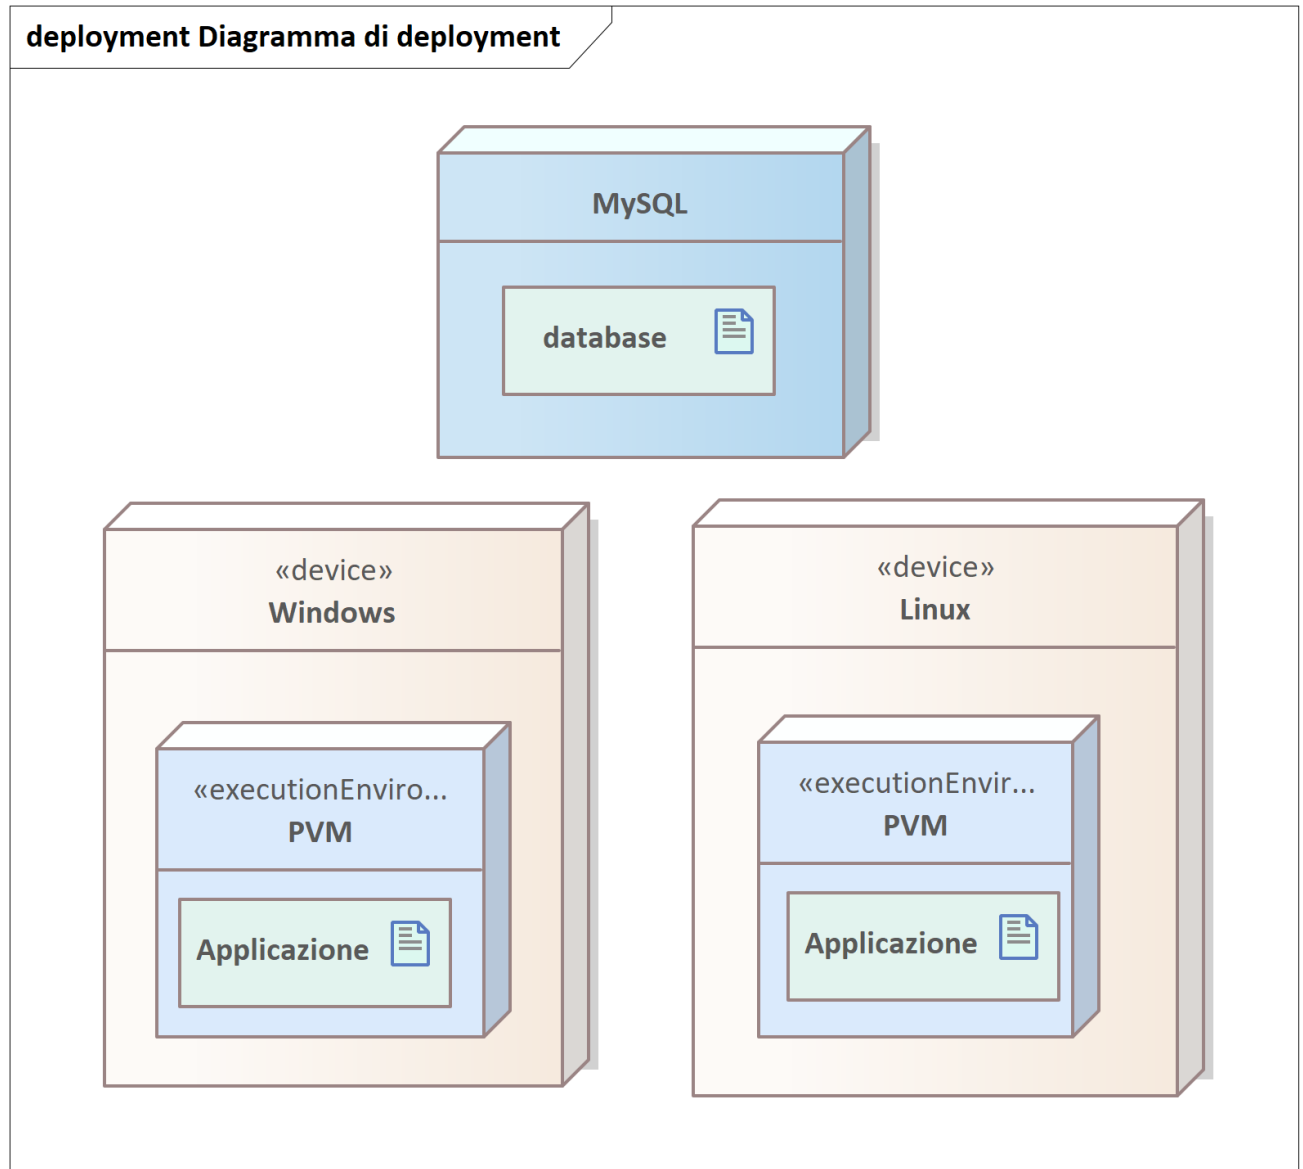 deployment Diagramma di deployment
MySQL
database
«device»
Windows
«executionEnviro...
PVM
Applicazione
«device»
Linux
«executionEnvir...
PVM
Applicazione